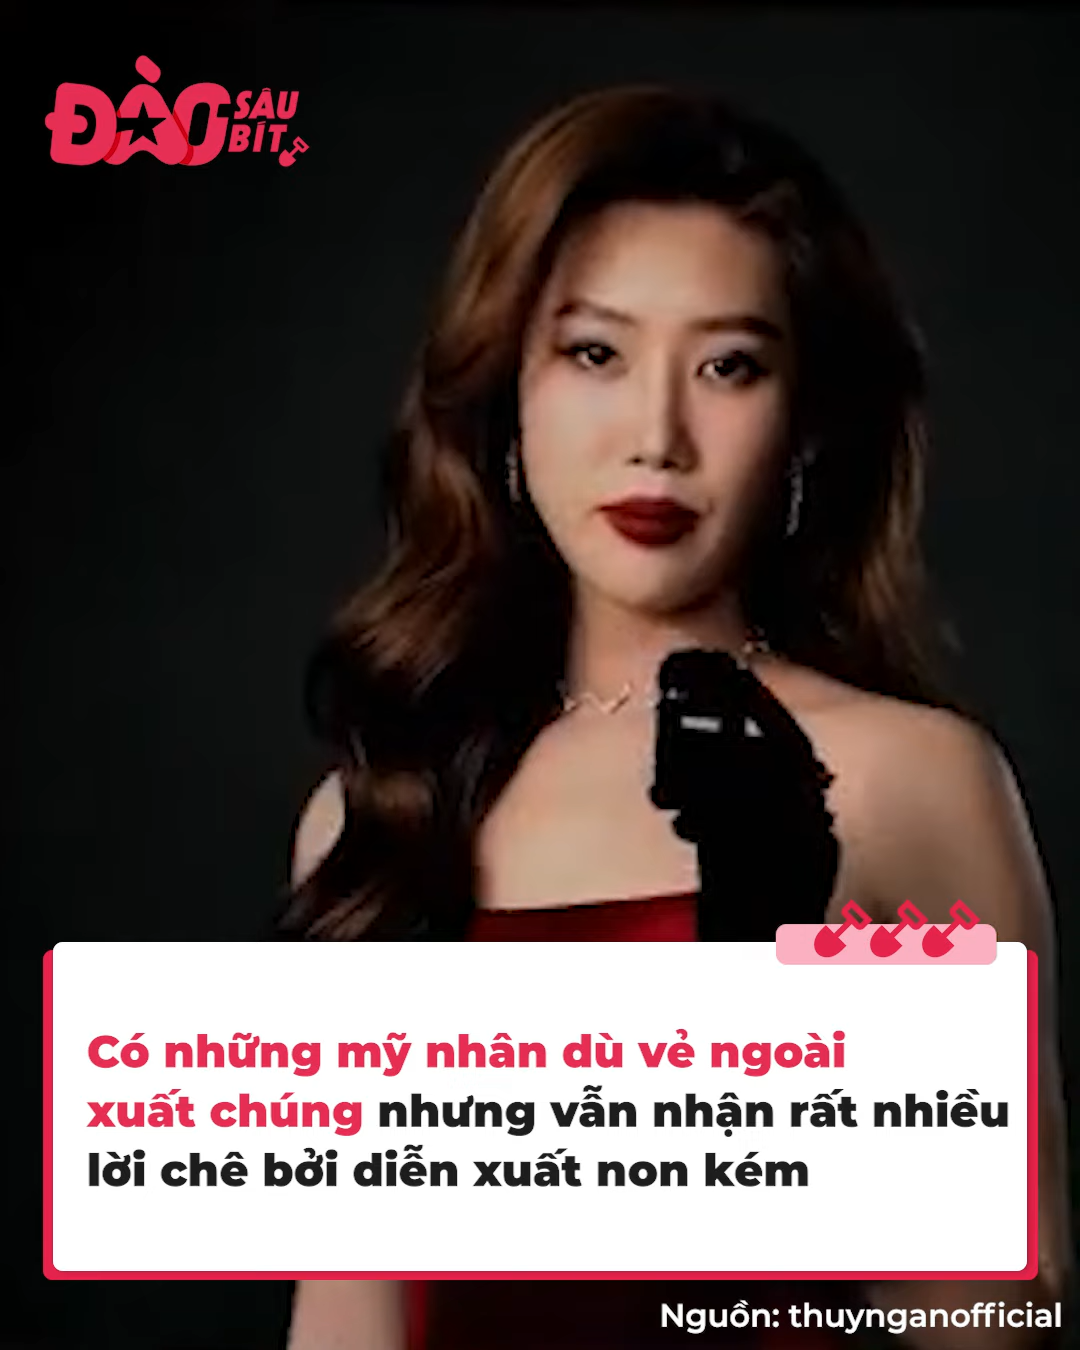 ĐÀO SÂU
BÍT
Có những mỹ nhân dù vẻ ngoài
xuất chúng nhưng vẫn nhận rất nhiều
lời chê bởi diễn xuất non kém
Nguồn: thuynganofficial